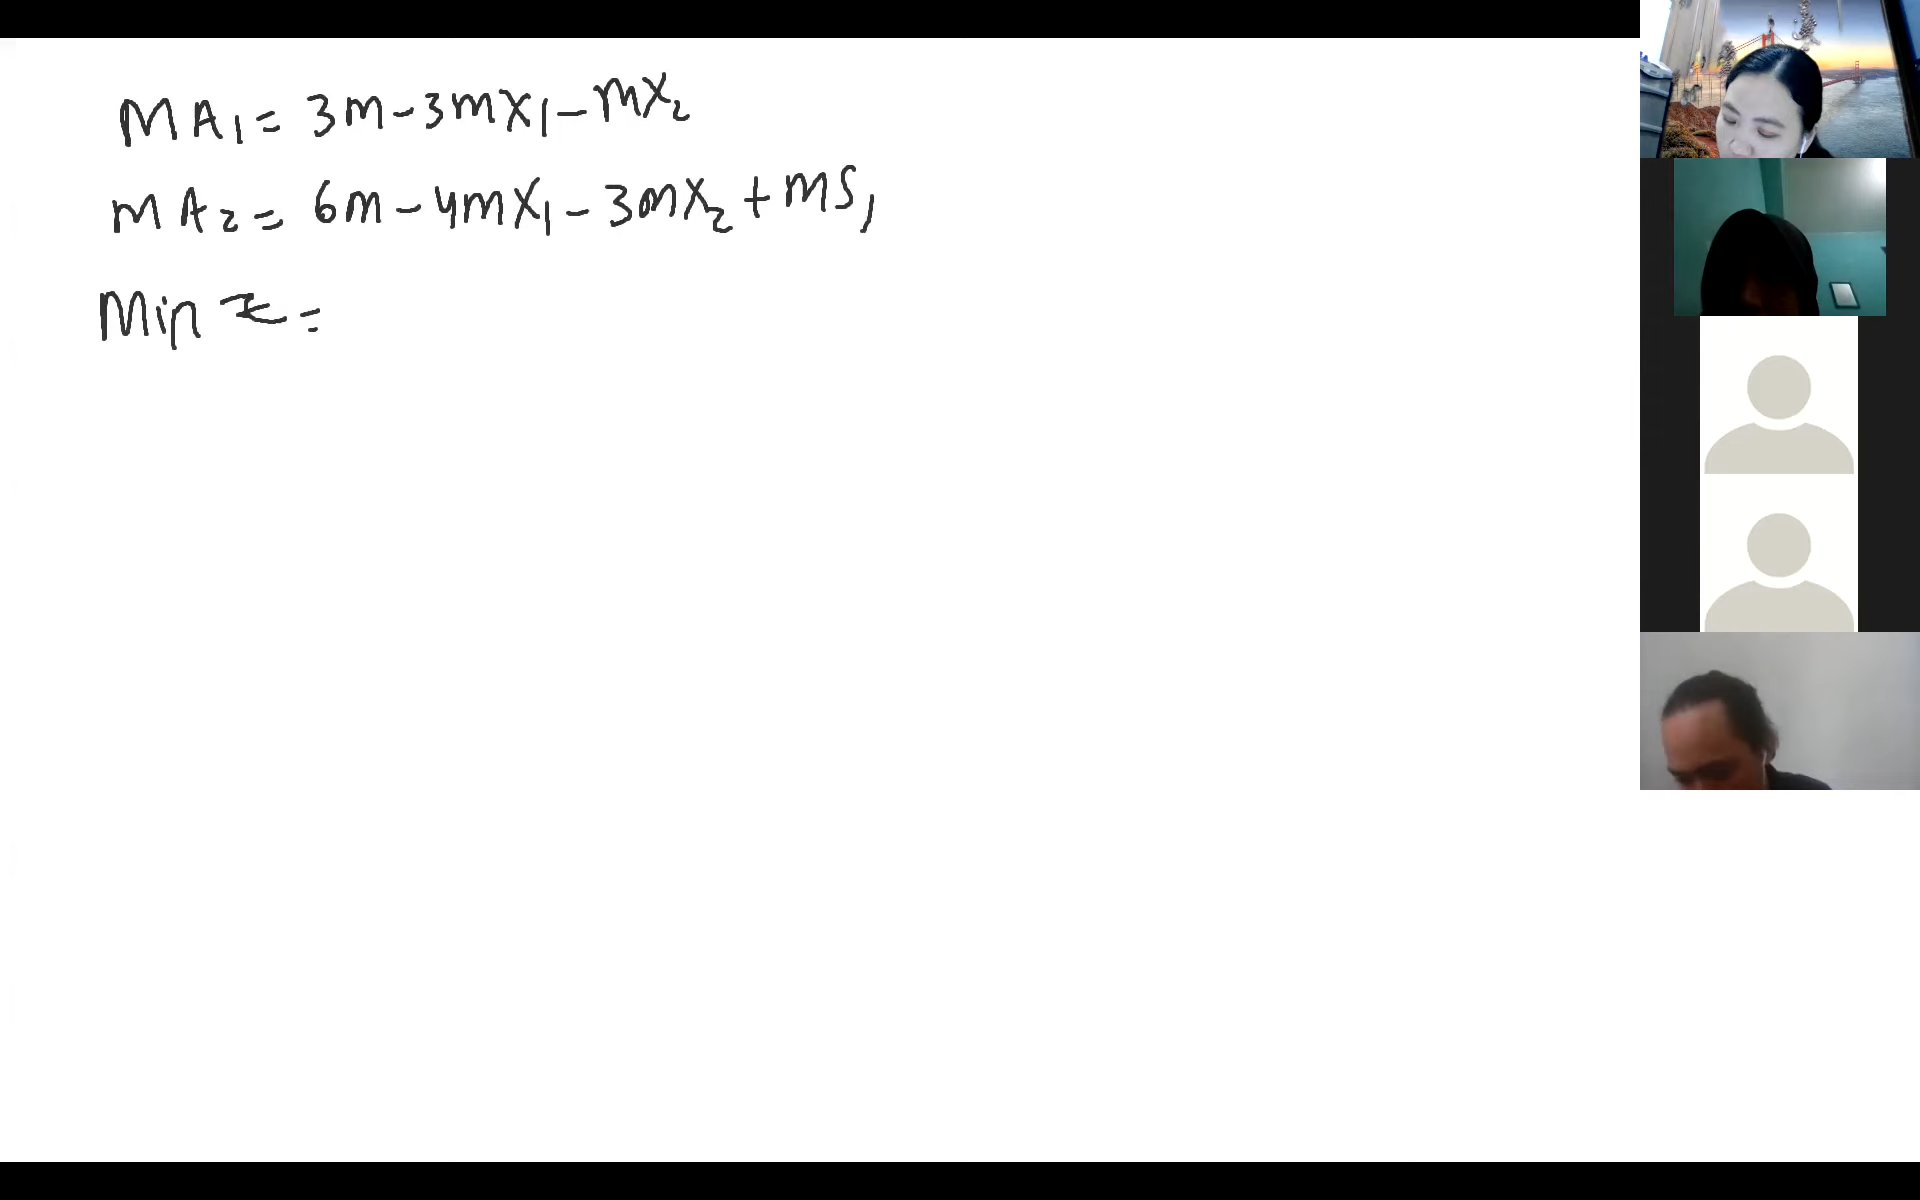 MA₁ = 3M - 3MX₁ - MX₂
MA₂ = 6M - 4MX₁ - 3MX₂ + MS₁
Min Z =